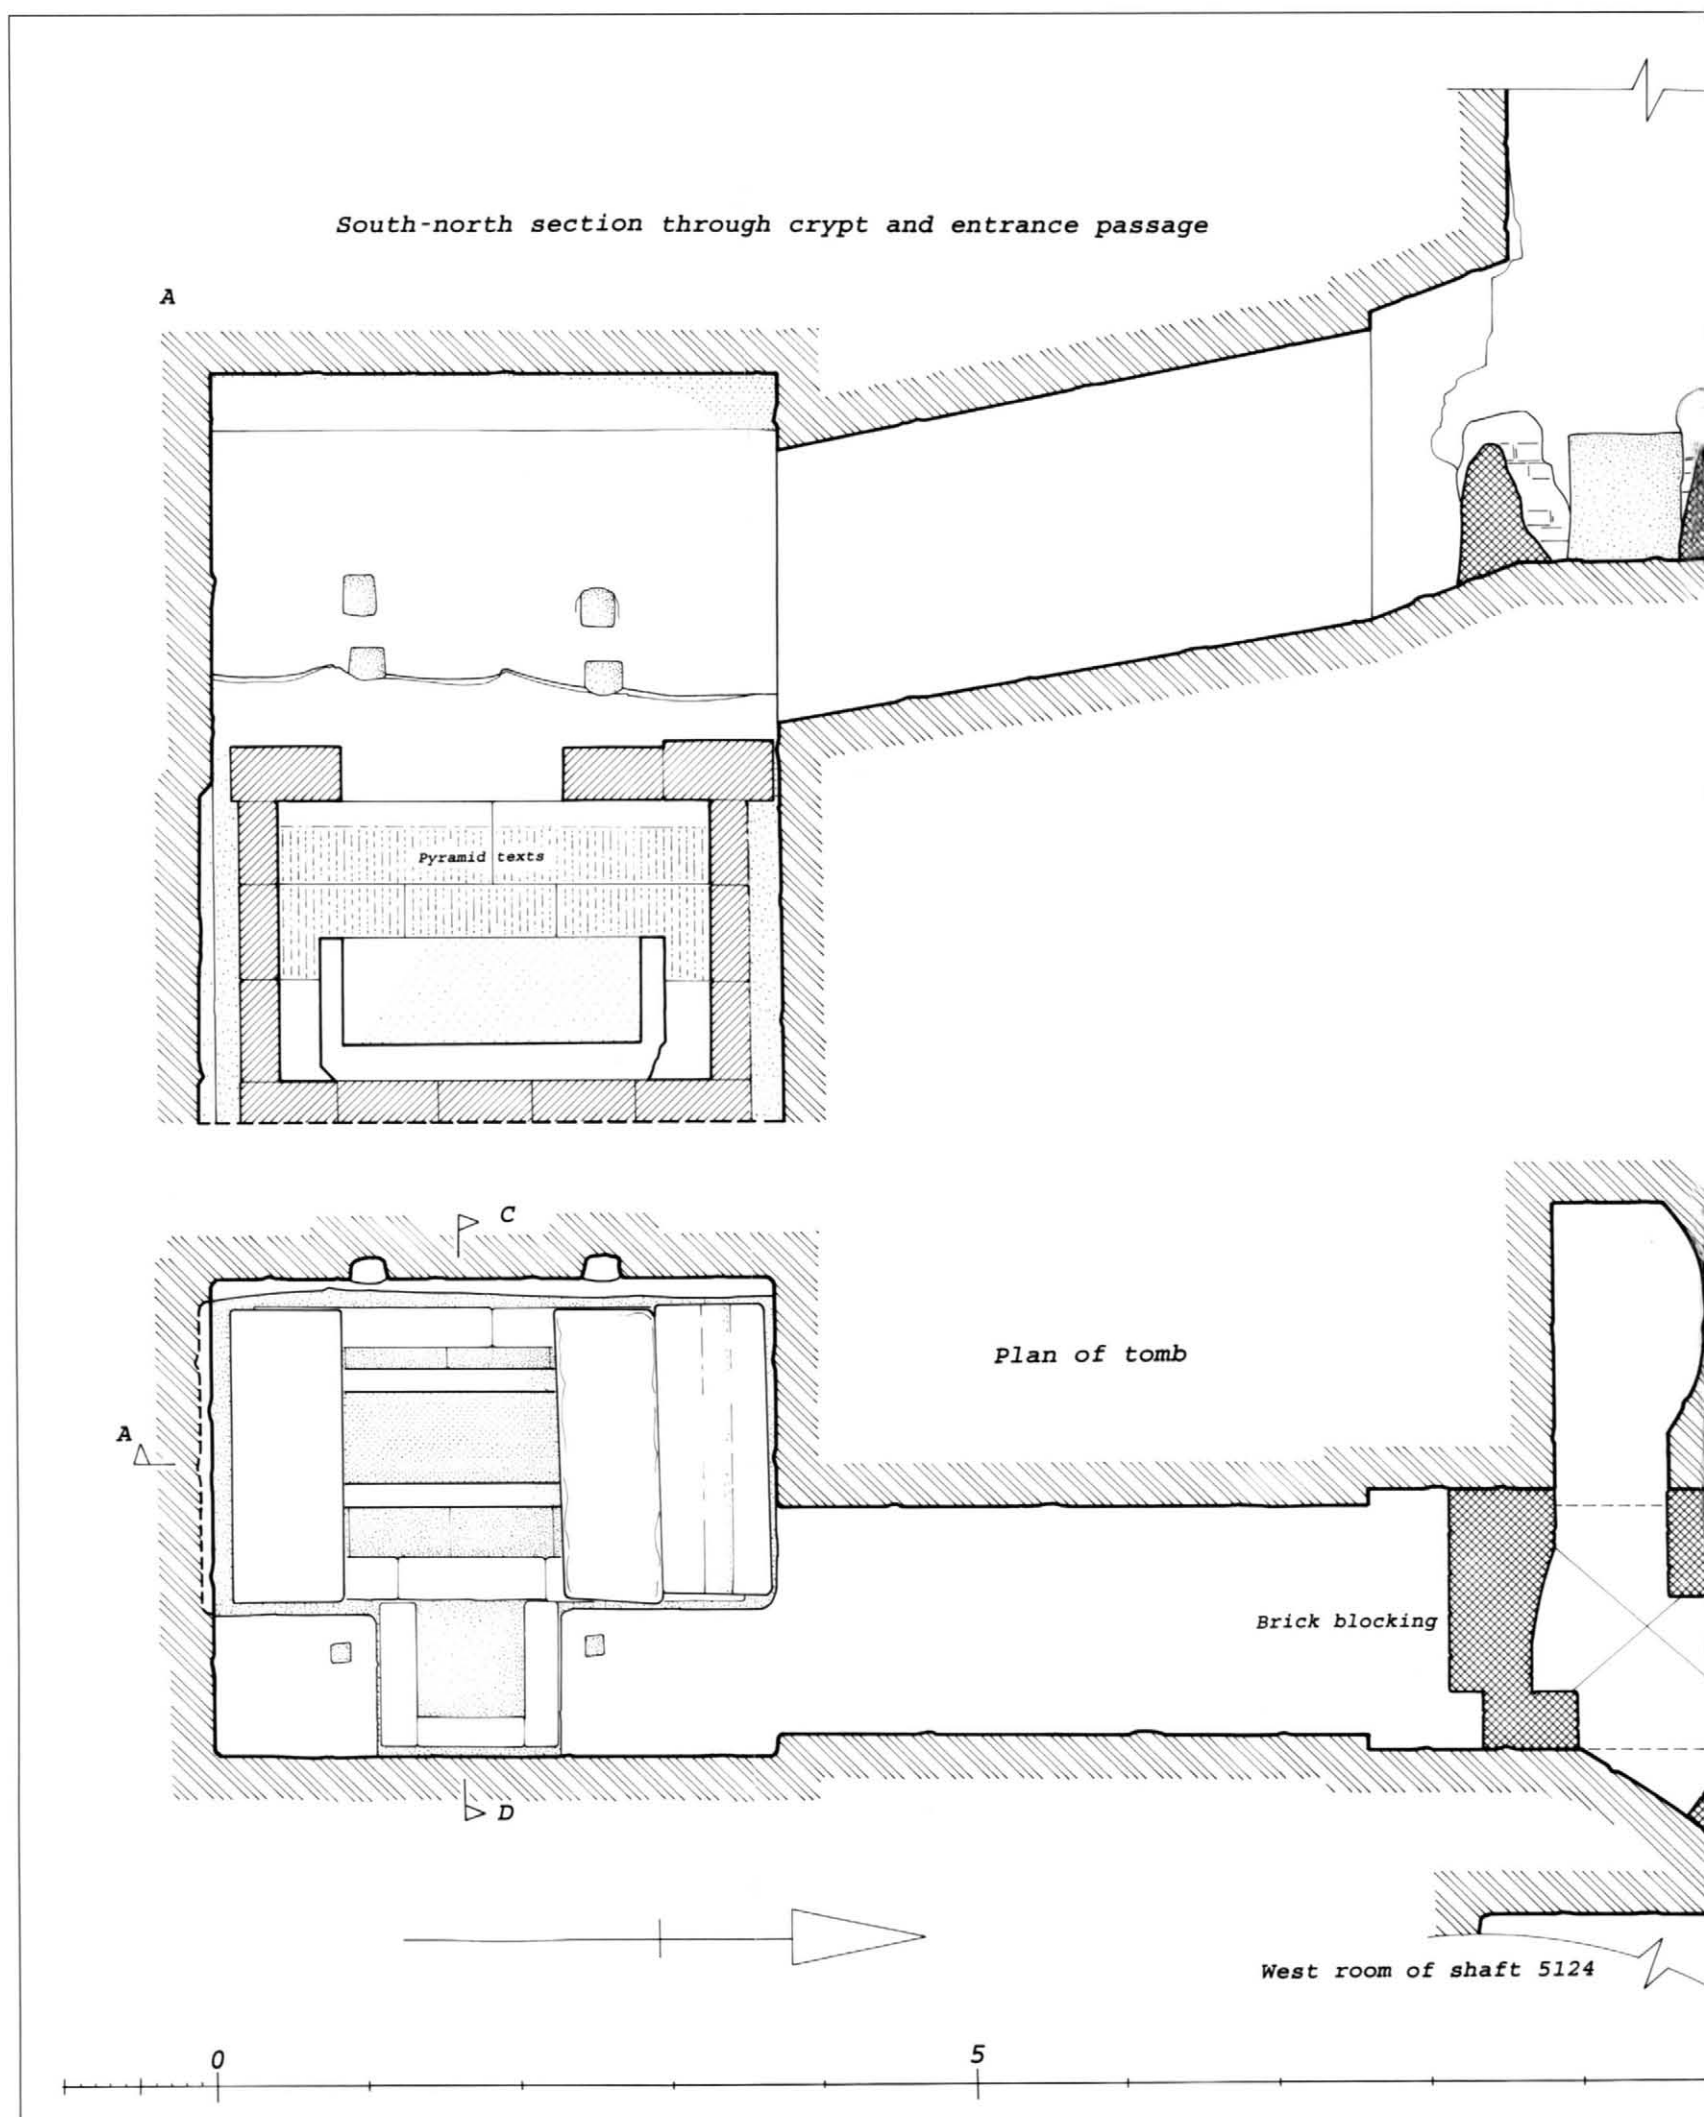 South-north section through crypt and entrance passage
A
Pyramid texts
C
Plan of tomb
A
Brick blocking
D
West room of shaft 5124
0 5